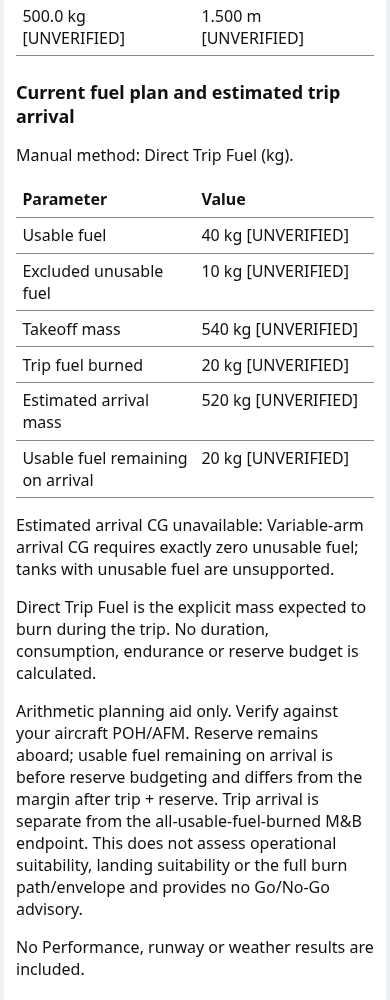 500.0 kg 1.500 m
[UNVERIFIED] [UNVERIFIED]
Current fuel plan and estimated trip
arrival
Manual method: Direct Trip Fuel (kg).
Parameter Value
Usable fuel 40 kg [UNVERIFIED]
Excluded unusable 10 kg [UNVERIFIED]
fuel
Takeoff mass 540 kg [UNVERIFIED]
Trip fuel burned 20 kg [UNVERIFIED]
Estimated arrival 520 kg [UNVERIFIED]
mass
Usable fuel remaining 20 kg [UNVERIFIED]
on arrival
Estimated arrival CG unavailable: Variable-arm
arrival CG requires exactly zero unusable fuel;
tanks with unusable fuel are unsupported.
Direct Trip Fuel is the explicit mass expected to
burn during the trip. No duration,
consumption, endurance or reserve budget is
calculated.
Arithmetic planning aid only. Verify against
your aircraft POH/AFM. Reserve remains
aboard; usable fuel remaining on arrival is
before reserve budgeting and differs from the
margin after trip + reserve. Trip arrival is
separate from the all-usable-fuel-burned M&B
endpoint. This does not assess operational
suitability, landing suitability or the full burn
path/envelope and provides no Go/No-Go
advisory.
No Performance, runway or weather results are
included.